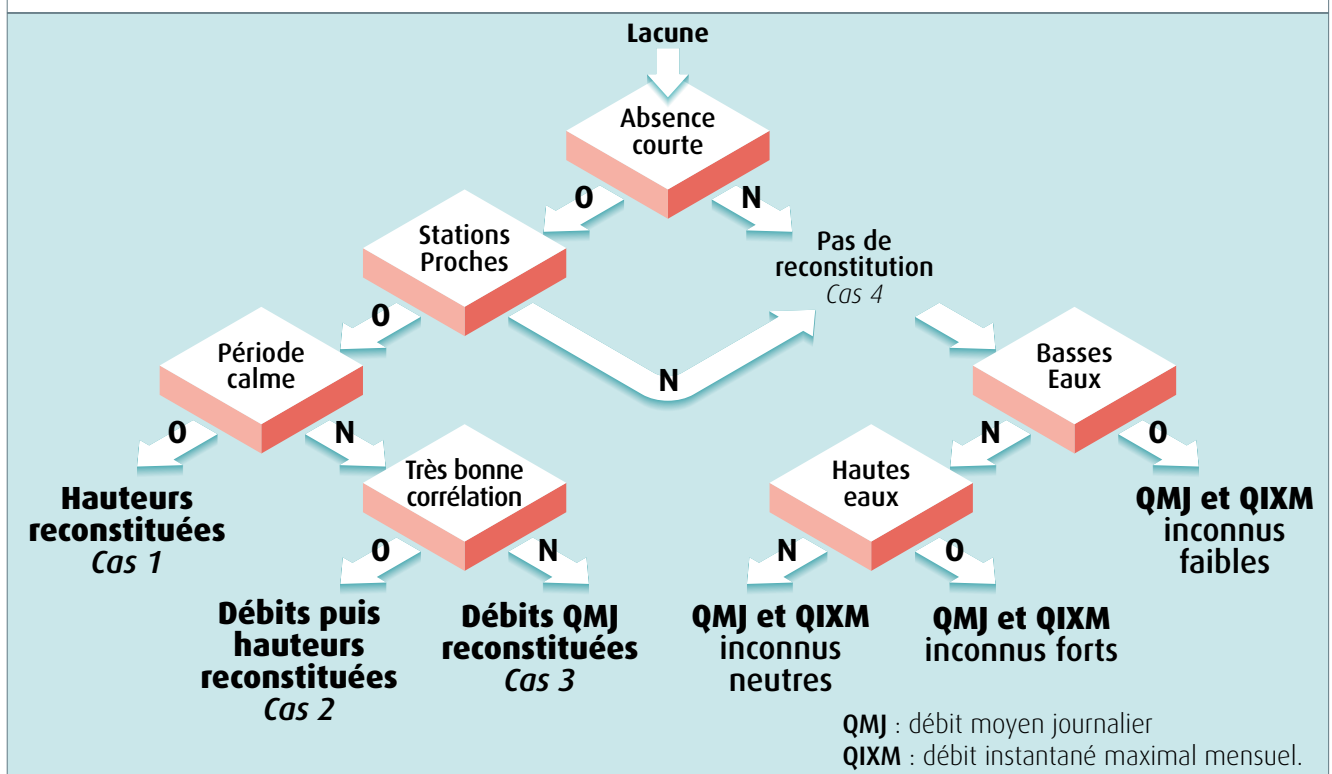 Lacune
Absence
courte
O
N
Stations
Proches
Pas de
reconstitution
Cas 4
O
N
Période
calme
Basses
Eaux
O
N
N
O
Très bonne
corrélation
Hautes
eaux
Hauteurs
reconstituées
Cas 1
QMJ et QIXM
inconnus
faibles
O
N
N
O
Débits puis
hauteurs
reconstituées
Cas 2
Débits QMJ
reconstituées
Cas 3
QMJ et QIXM
inconnus
neutres
QMJ et QIXM
inconnus forts
QMJ : débit moyen journalier
QIXM : débit instantané maximal mensuel.